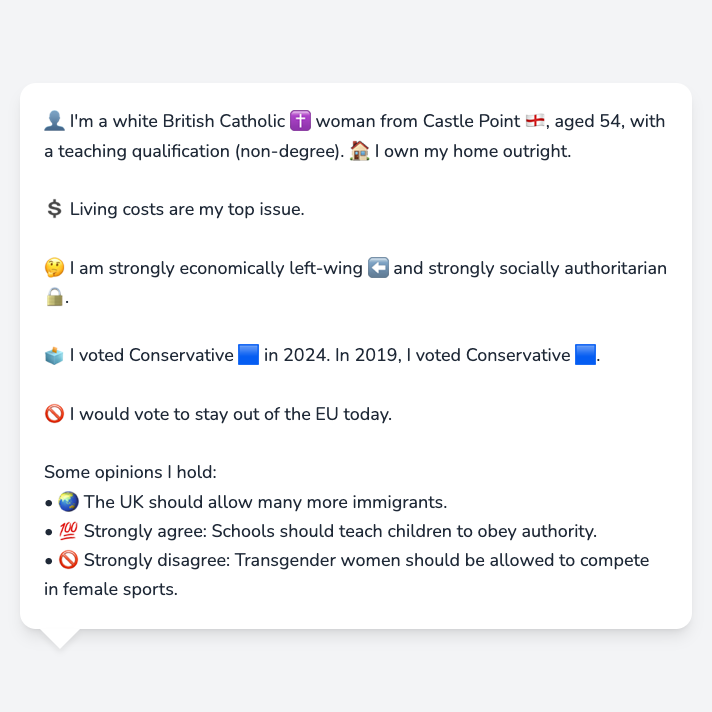 👤 I'm a white British Catholic ✝️ woman from Castle Point 🏴󠁧󠁢󠁥󠁮󠁧󠁿, aged 54, with
a teaching qualification (non-degree). 🏠 I own my home outright.
💲 Living costs are my top issue.
🤔 I am strongly economically left-wing ⬅️ and strongly socially authoritarian
🔒.
🗳️ I voted Conservative 🟦 in 2024. In 2019, I voted Conservative 🟦.
🚫 I would vote to stay out of the EU today.
Some opinions I hold:
• 🌏 The UK should allow many more immigrants.
• 💯 Strongly agree: Schools should teach children to obey authority.
• 🚫 Strongly disagree: Transgender women should be allowed to compete
in female sports.